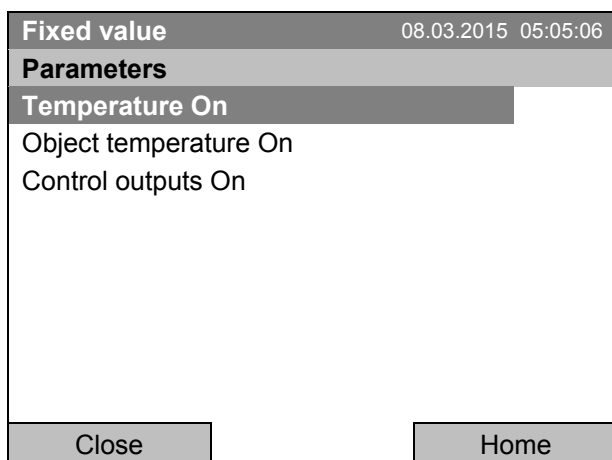 Fixed value 08.03.2015 05:05:06
Parameters
Temperature On
Object temperature On
Control outputs On
Close Home